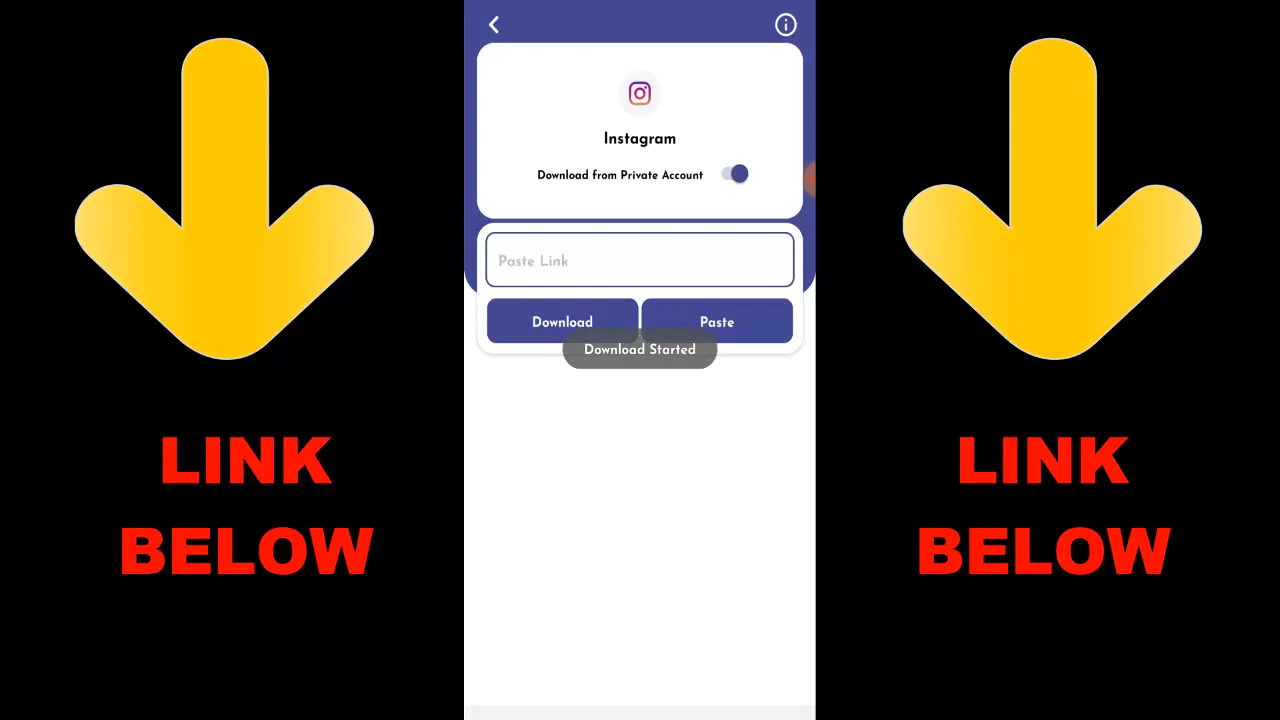 Instagram
Download from Private Account
Paste Link
Download Paste
Download Started
LINK
BELOW
LINK
BELOW